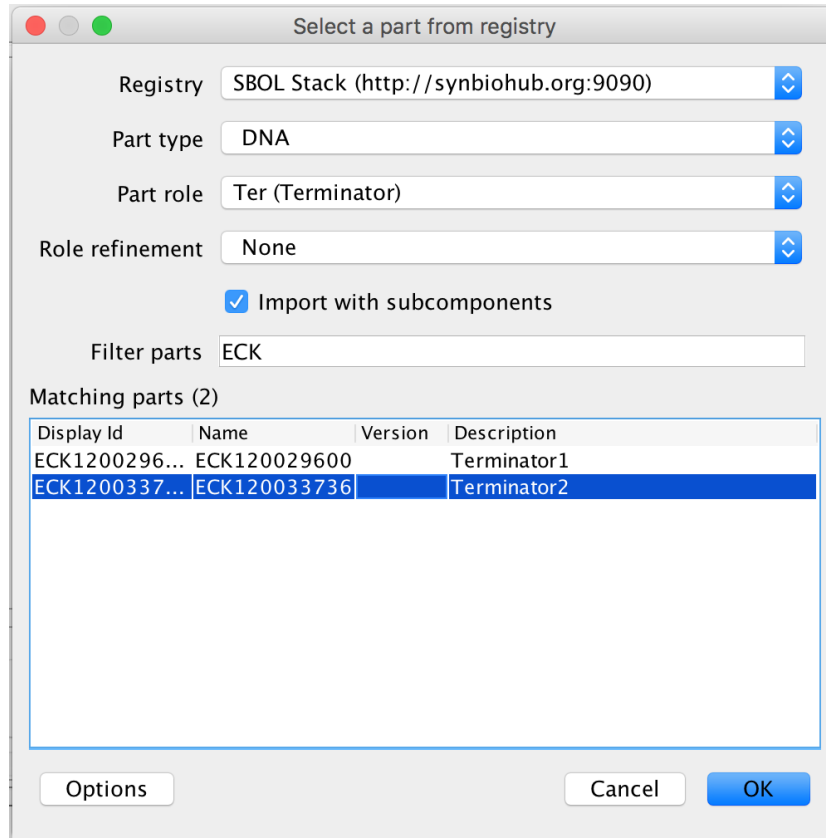 Select a part from registry
Registry SBOL Stack (http://synbiohub.org:9090)
Part type DNA
Part role Ter (Terminator)
Role refinement None
Import with subcomponents
Filter parts ECK
Matching parts (2)
Display Id Name Version Description
ECK1200296... ECK120029600 Terminator1
ECK1200337... ECK120033736 Terminator2
Options Cancel OK